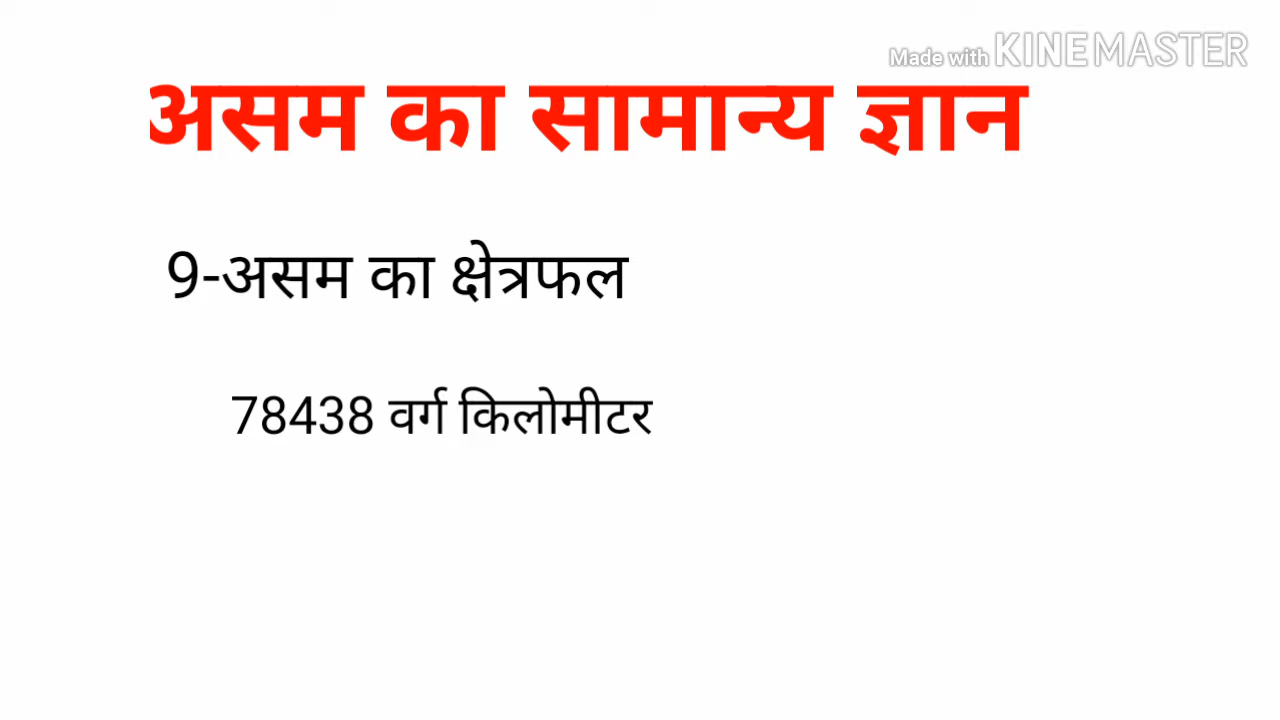 Made with KINEMASTER
असम का सामान्य ज्ञान
9-असम का क्षेत्रफल
78438 वर्ग किलोमीटर